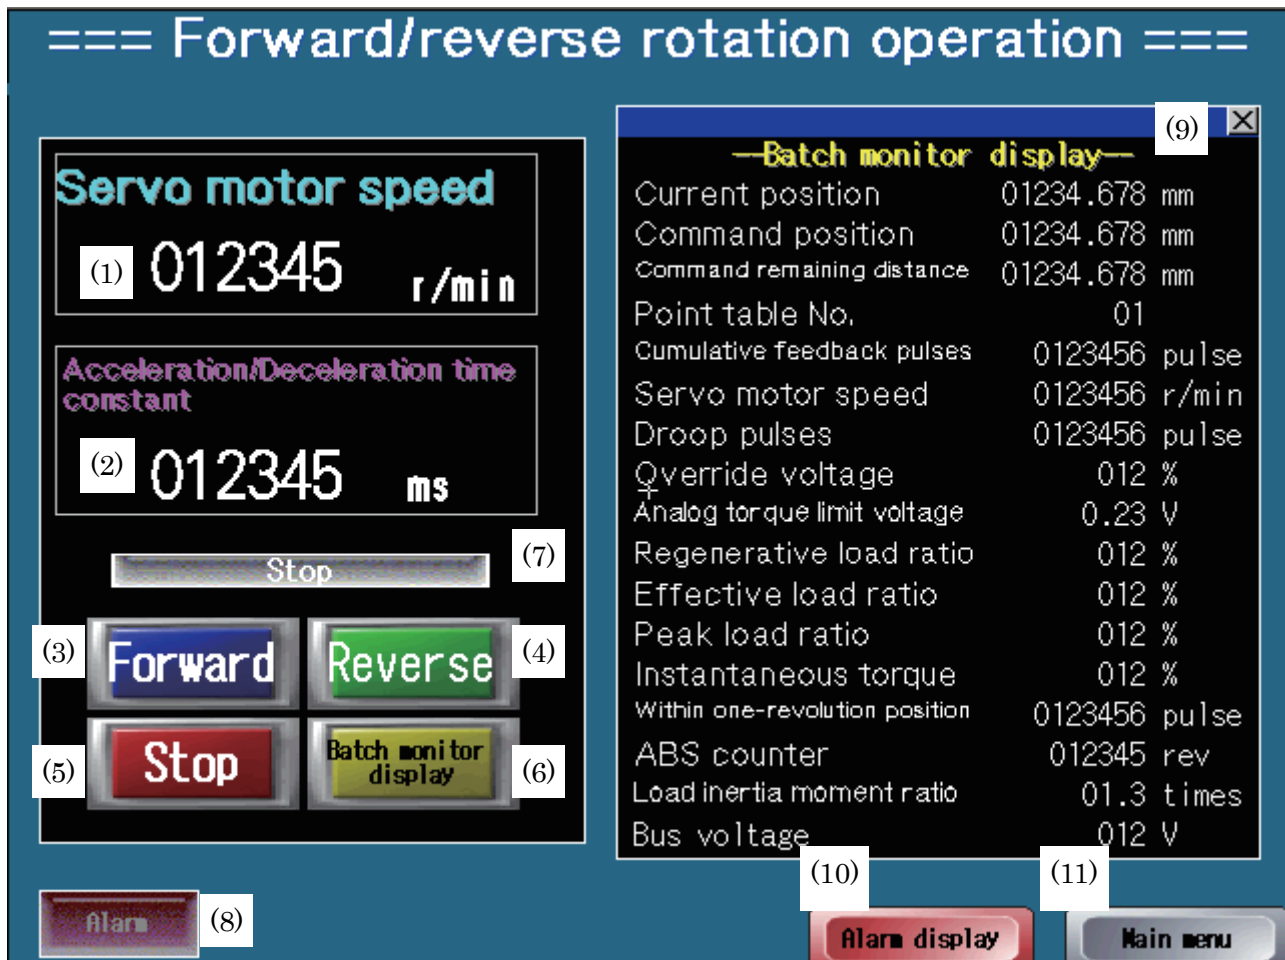 === Forward/reverse rotation operation ===
Servo motor speed
(1) 012345 r/min
Acceleration/Deceleration time
constant
(2) 012345 ms
Stop (7)
(3) Forward Reverse (4)
(5) Stop Batch monitor
display (6)
Alarm (8)
(9)
—Batch monitor display—
Current position 01234.678 mm
Command position 01234.678 mm
Command remaining distance 01234.678 mm
Point table No. 01
Cumulative feedback pulses 0123456 pulse
Servo motor speed 0123456 r/min
Droop pulses 0123456 pulse
Override voltage 012 %
Analog torque limit voltage 0.23 V
Regenerative load ratio 012 %
Effective load ratio 012 %
Peak load ratio 012 %
Instantaneous torque 012 %
Within one-revolution position 0123456 pulse
ABS counter 012345 rev
Load inertia moment ratio 01.3 times
Bus voltage 012 V
(10) (11)
Alarm display Main menu